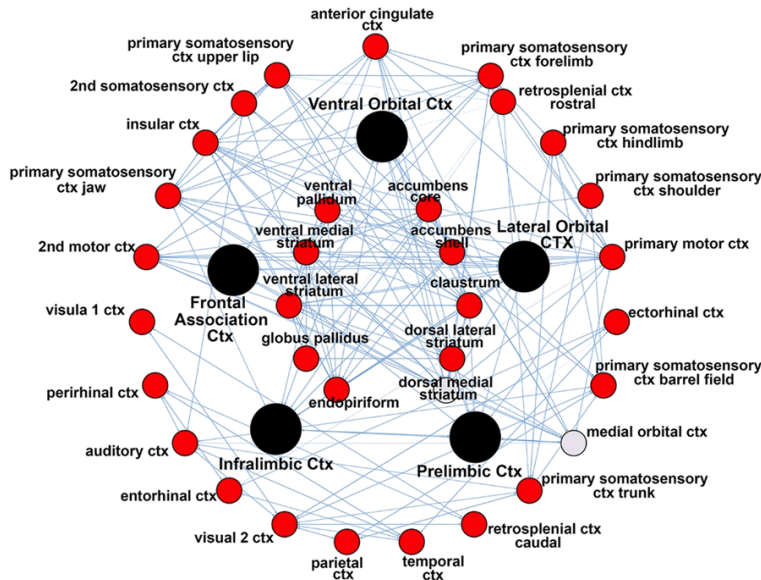 anterior cingulate
ctx
primary somatosensory
ctx upper lip
primary somatosensory
ctx forelimb
2nd somatosensory ctx
retrosplenial ctx
rostral
Ventral Orbital Ctx
insular ctx
primary somatosensory
ctx hindlimb
primary somatosensory
ctx jaw
ventral
pallidum
accumbens
core
primary somatosensory
ctx shoulder
2nd motor ctx
ventral medial
striatum
accumbens
shell
Lateral Orbital
CTX
primary motor ctx
Frontal
Association
Ctx
ventral lateral
striatum
claustrum
visula 1 ctx
ectorhinal ctx
globus pallidus
dorsal lateral
striatum
primary somatosensory
ctx barrel field
perirhinal ctx
endopiriform
dorsal medial
striatum
auditory ctx
Infralimbic Ctx
Prelimbic Ctx
medial orbital ctx
entorhinal ctx
primary somatosensory
ctx trunk
visual 2 ctx
parietal
ctx
temporal
ctx
retrosplenial ctx
caudal